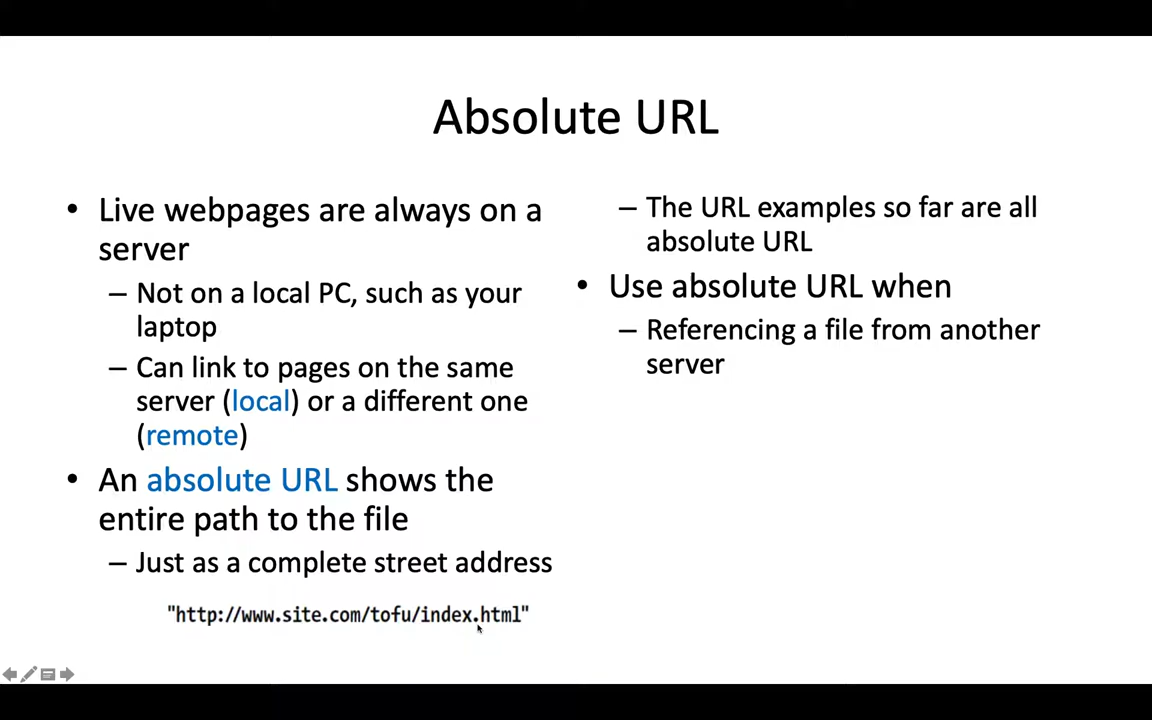 Absolute URL
• Live webpages are always on a
server
– Not on a local PC, such as your
laptop
– Can link to pages on the same
server (local) or a different one
(remote)
• An absolute URL shows the
entire path to the file
– Just as a complete street address
"http://www.site.com/tofu/index.html"
– The URL examples so far are all
absolute URL
• Use absolute URL when
– Referencing a file from another
server